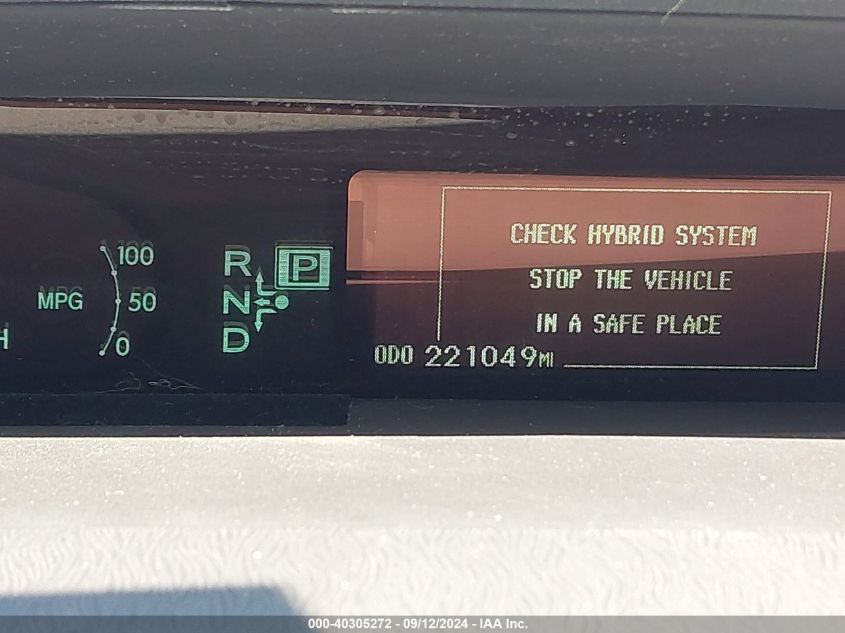 100
R P
MPG 50 N
D
0
H
CHECK HYBRID SYSTEM
STOP THE VEHICLE
IN A SAFE PLACE
ODO 221049MI
000-40305272 - 09/12/2024 - IAA Inc.